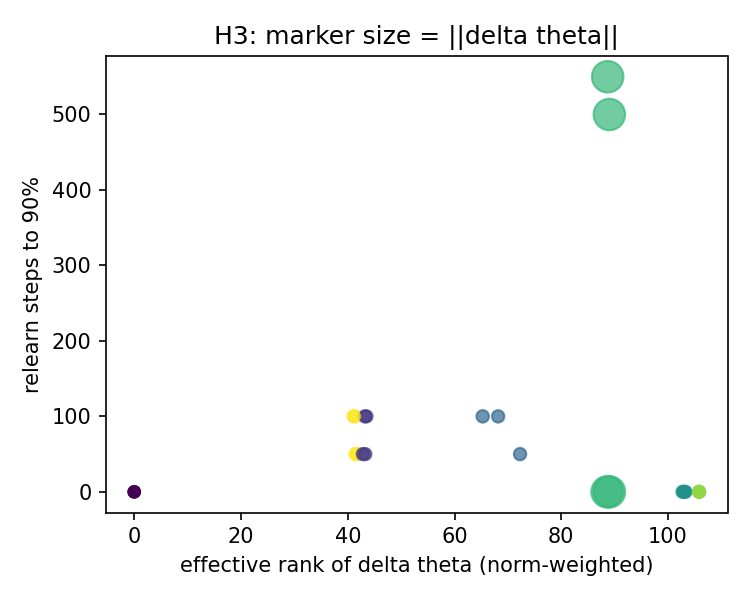 H3: marker size = ||delta theta||
relearn steps to 90%
500
400
300
200
100
0
0 20 40 60 80 100
effective rank of delta theta (norm-weighted)